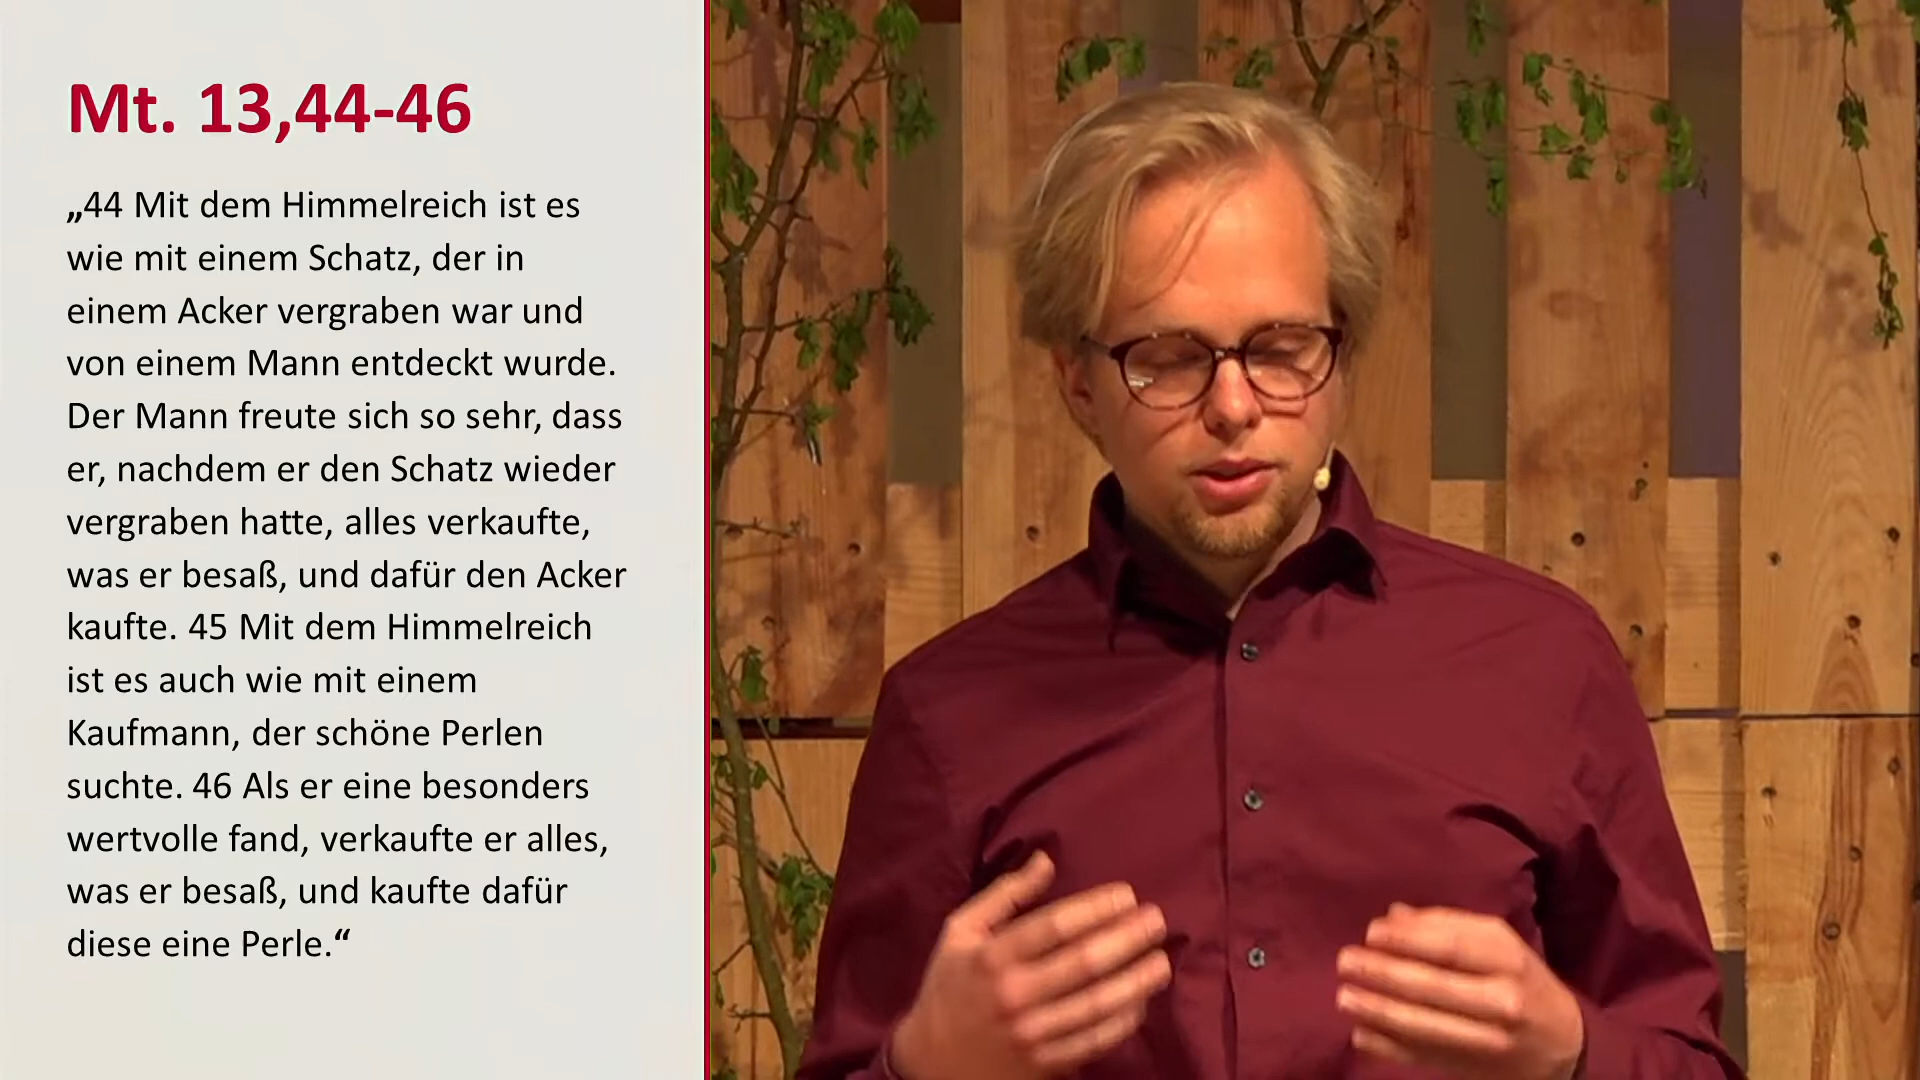 Mt. 13,44-46
„44 Mit dem Himmelreich ist es
wie mit einem Schatz, der in
einem Acker vergraben war und
von einem Mann entdeckt wurde.
Der Mann freute sich so sehr, dass
er, nachdem er den Schatz wieder
vergraben hatte, alles verkaufte,
was er besaß, und dafür den Acker
kaufte. 45 Mit dem Himmelreich
ist es auch wie mit einem
Kaufmann, der schöne Perlen
suchte. 46 Als er eine besonders
wertvolle fand, verkaufte er alles,
was er besaß, und kaufte dafür
diese eine Perle.“